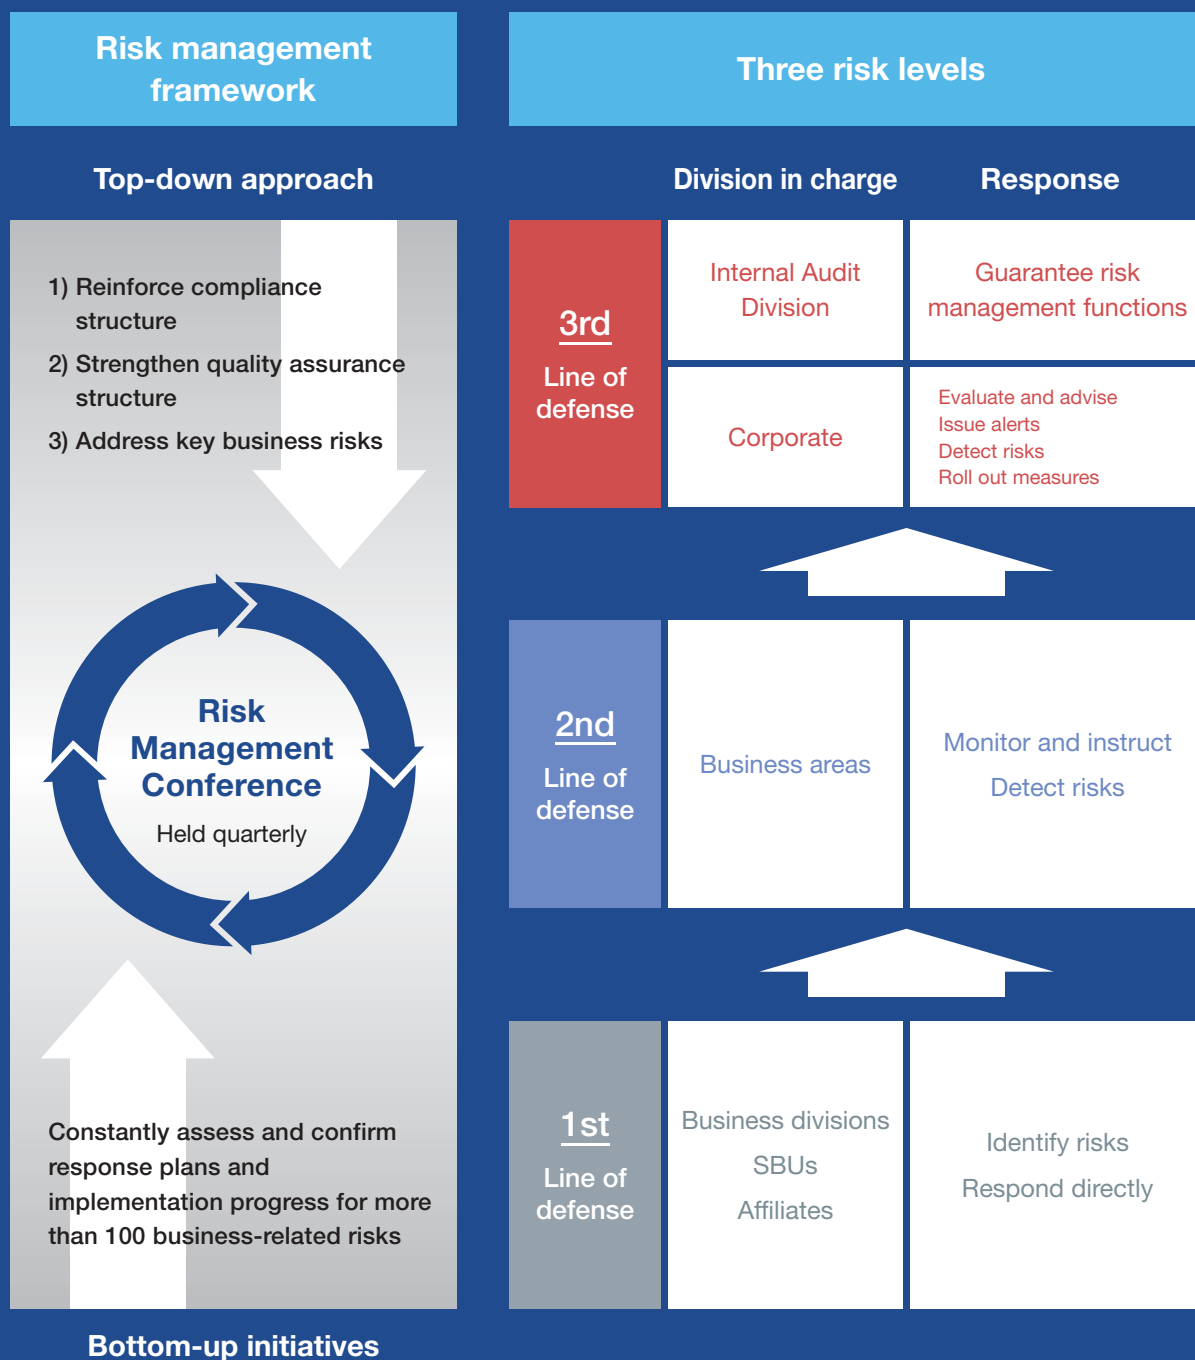 Risk management
framework
Top-down approach
1) Reinforce compliance
structure
2) Strengthen quality assurance
structure
3) Address key business risks
Risk
Management
Conference
Held quarterly
Constantly assess and confirm
response plans and
implementation progress for more
than 100 business-related risks
Bottom-up initiatives
Three risk levels
Division in charge
Response
3rd
Line of
defense
Internal Audit
Division
Guarantee risk
management functions
Corporate
Evaluate and advise
Issue alerts
Detect risks
Roll out measures
2nd
Line of
defense
Business areas
Monitor and instruct
Detect risks
1st
Line of
defense
Business divisions
SBUs
Affiliates
Identify risks
Respond directly